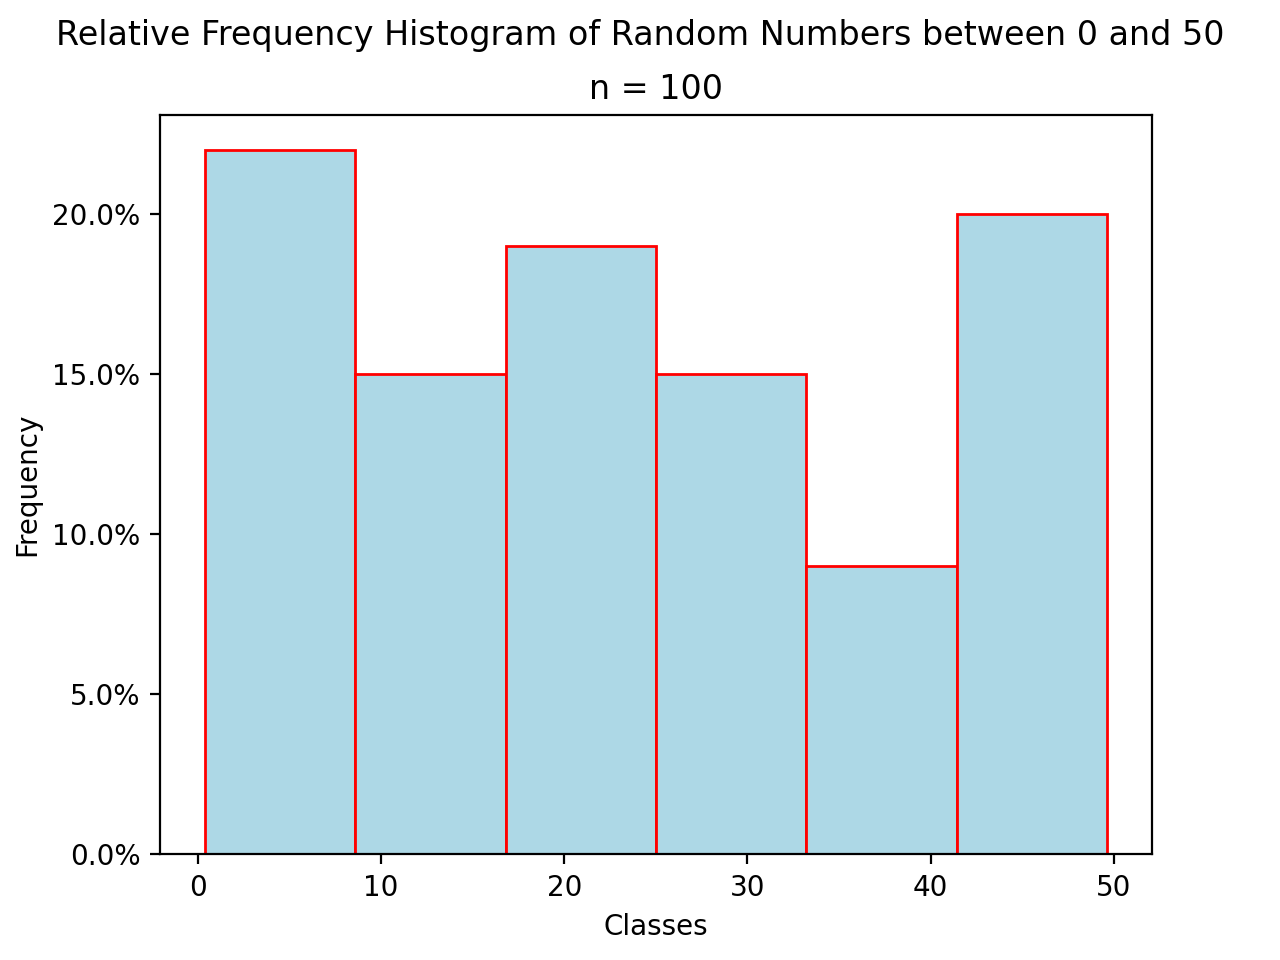 Relative Frequency Histogram of Random Numbers between 0 and 50
n = 100
20.0%
15.0%
10.0%
5.0%
0.0%
Frequency
0 10 20 30 40 50
Classes